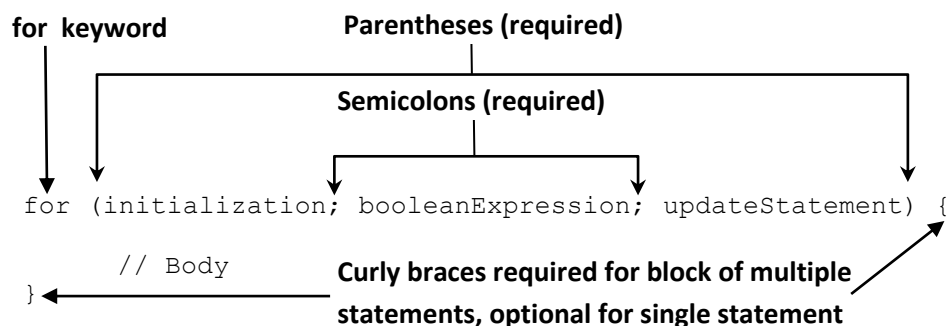 for keyword
Parentheses (required)
Semicolons (required)
for (initialization; booleanExpression; updateStatement) {
// Body
Curly braces required for block of multiple
}
statements, optional for single statement